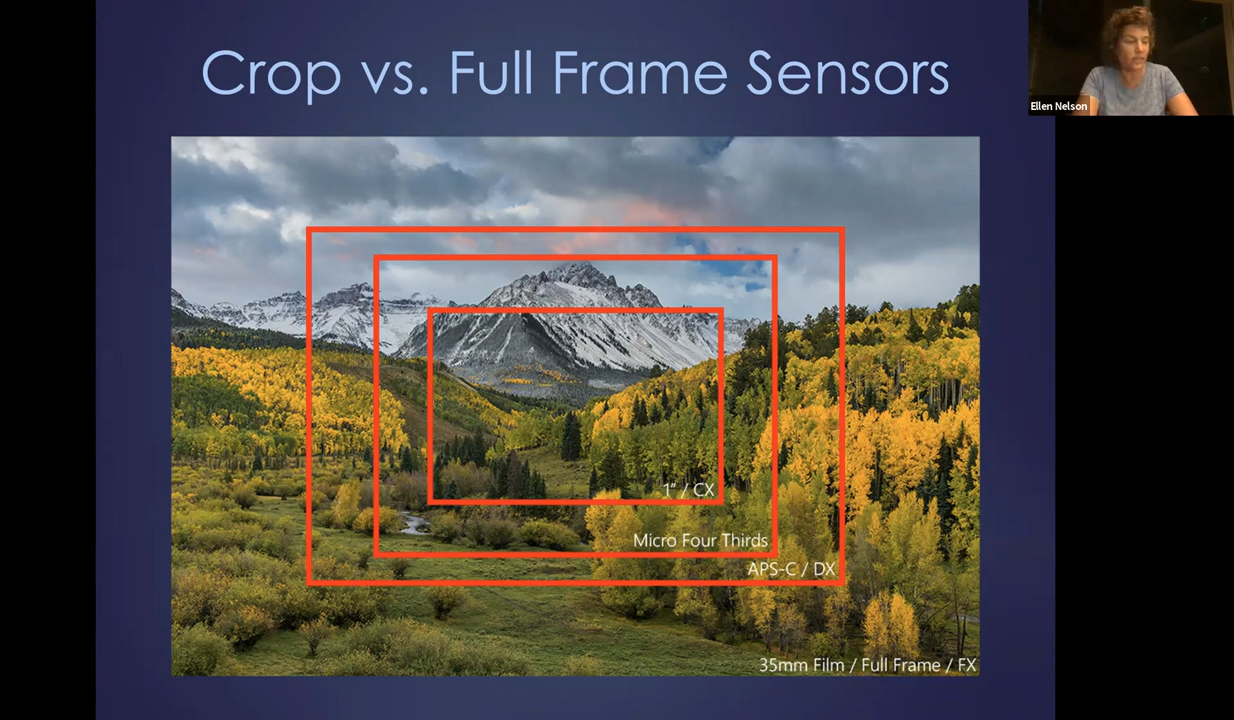 Crop vs. Full Frame Sensors
Ellen Nelson
1" / CX
Micro Four Thirds
APS-C / DX
35mm Film / Full Frame / FX